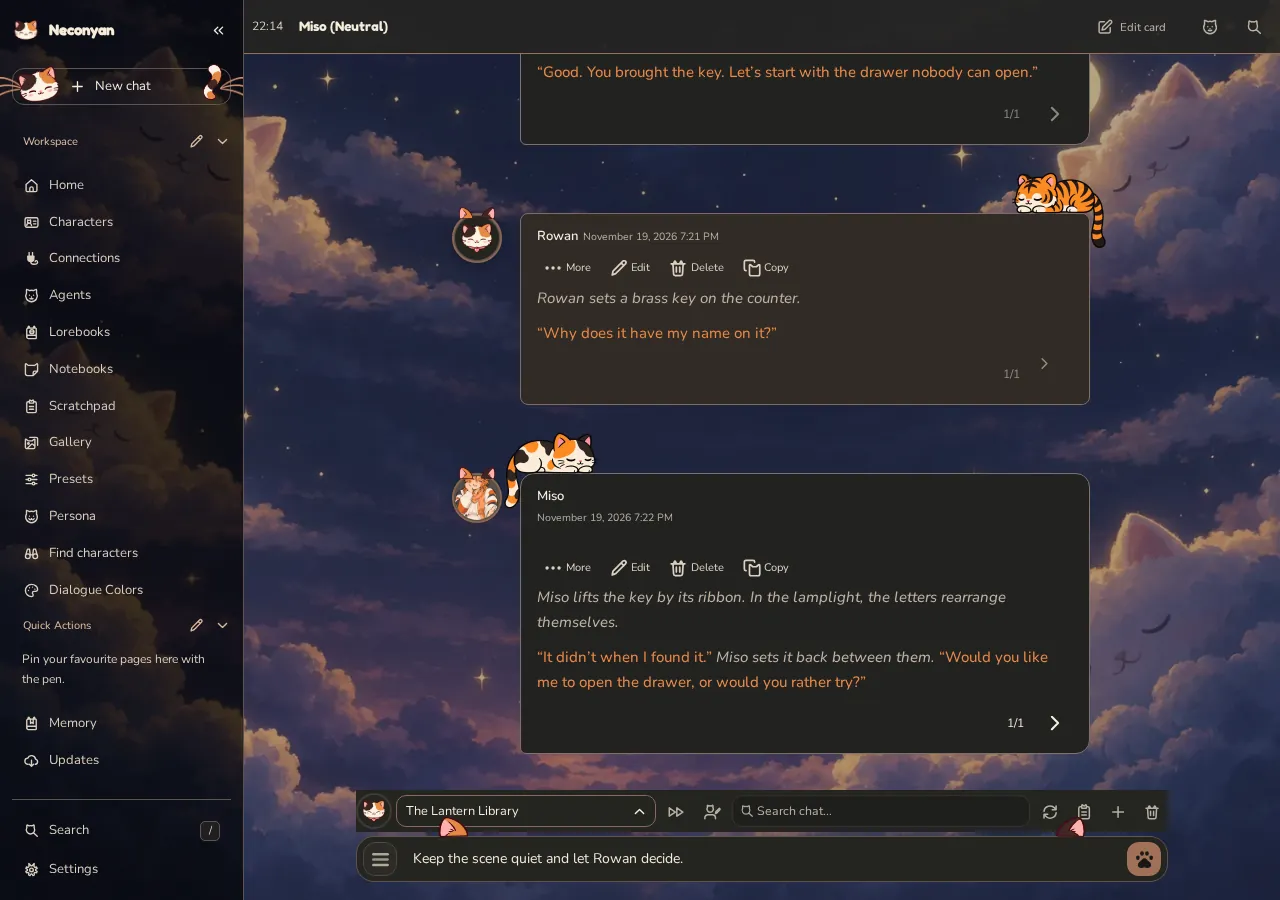 Neconyan
New chat
Workspace
Home
Characters
Connections
Agents
Lorebooks
Notebooks
Scratchpad
Gallery
Presets
Persona
Find characters
Dialogue Colors
Quick Actions
Pin your favourite pages here with
the pen.
Memory
Updates
Search /
Settings
22:14 Miso (Neutral) Edit card
“Good. You brought the key. Let’s start with the drawer nobody can open.”
1/1
Rowan November 19, 2026 7:21 PM
More Edit Delete Copy
Rowan sets a brass key on the counter.
“Why does it have my name on it?”
1/1
Miso
November 19, 2026 7:22 PM
More Edit Delete Copy
Miso lifts the key by its ribbon. In the lamplight, the letters rearrange
themselves.
“It didn’t when I found it.” Miso sets it back between them. “Would you like
me to open the drawer, or would you rather try?”
1/1
The Lantern Library Search chat...
Keep the scene quiet and let Rowan decide.